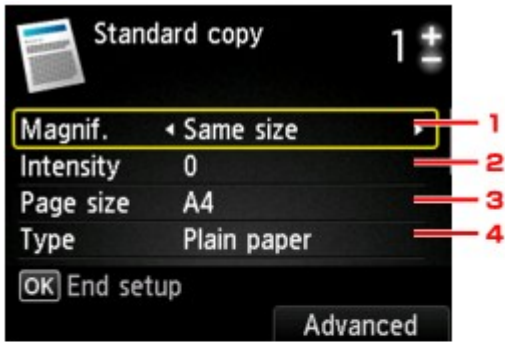 Standard copy 1 ±
Magnif. Same size 1
Intensity 0 2
Page size A4 3
Type Plain paper 4
OK End setup
Advanced